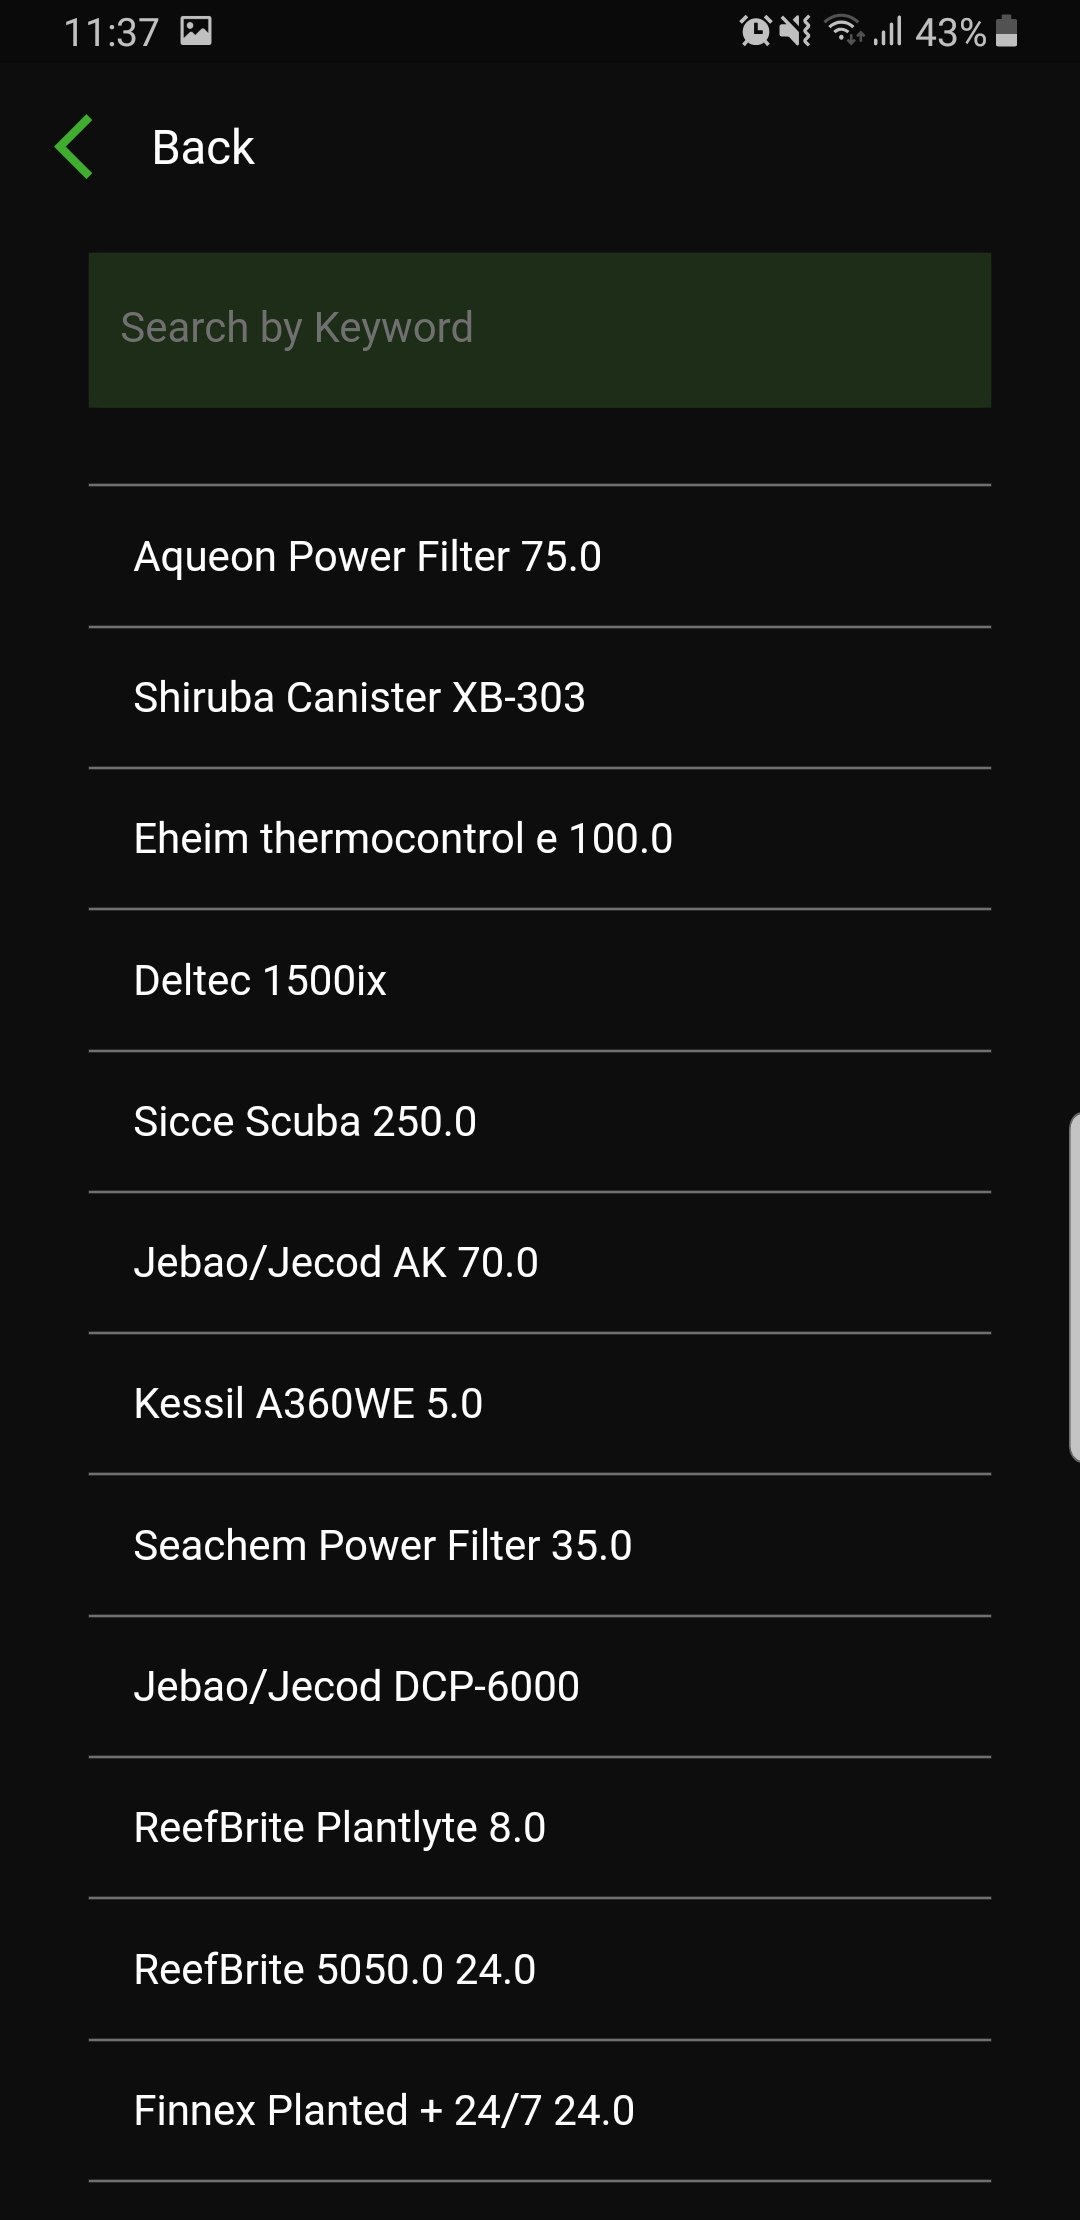 11:37
43%
Back
Search by Keyword
Aqueon Power Filter 75.0
Shiruba Canister XB-303
Eheim thermocontrol e 100.0
Deltec 1500ix
Sicce Scuba 250.0
Jebao/Jecod AK 70.0
Kessil A360WE 5.0
Seachem Power Filter 35.0
Jebao/Jecod DCP-6000
ReefBrite Plantlyte 8.0
ReefBrite 5050.0 24.0
Finnex Planted + 24/7 24.0